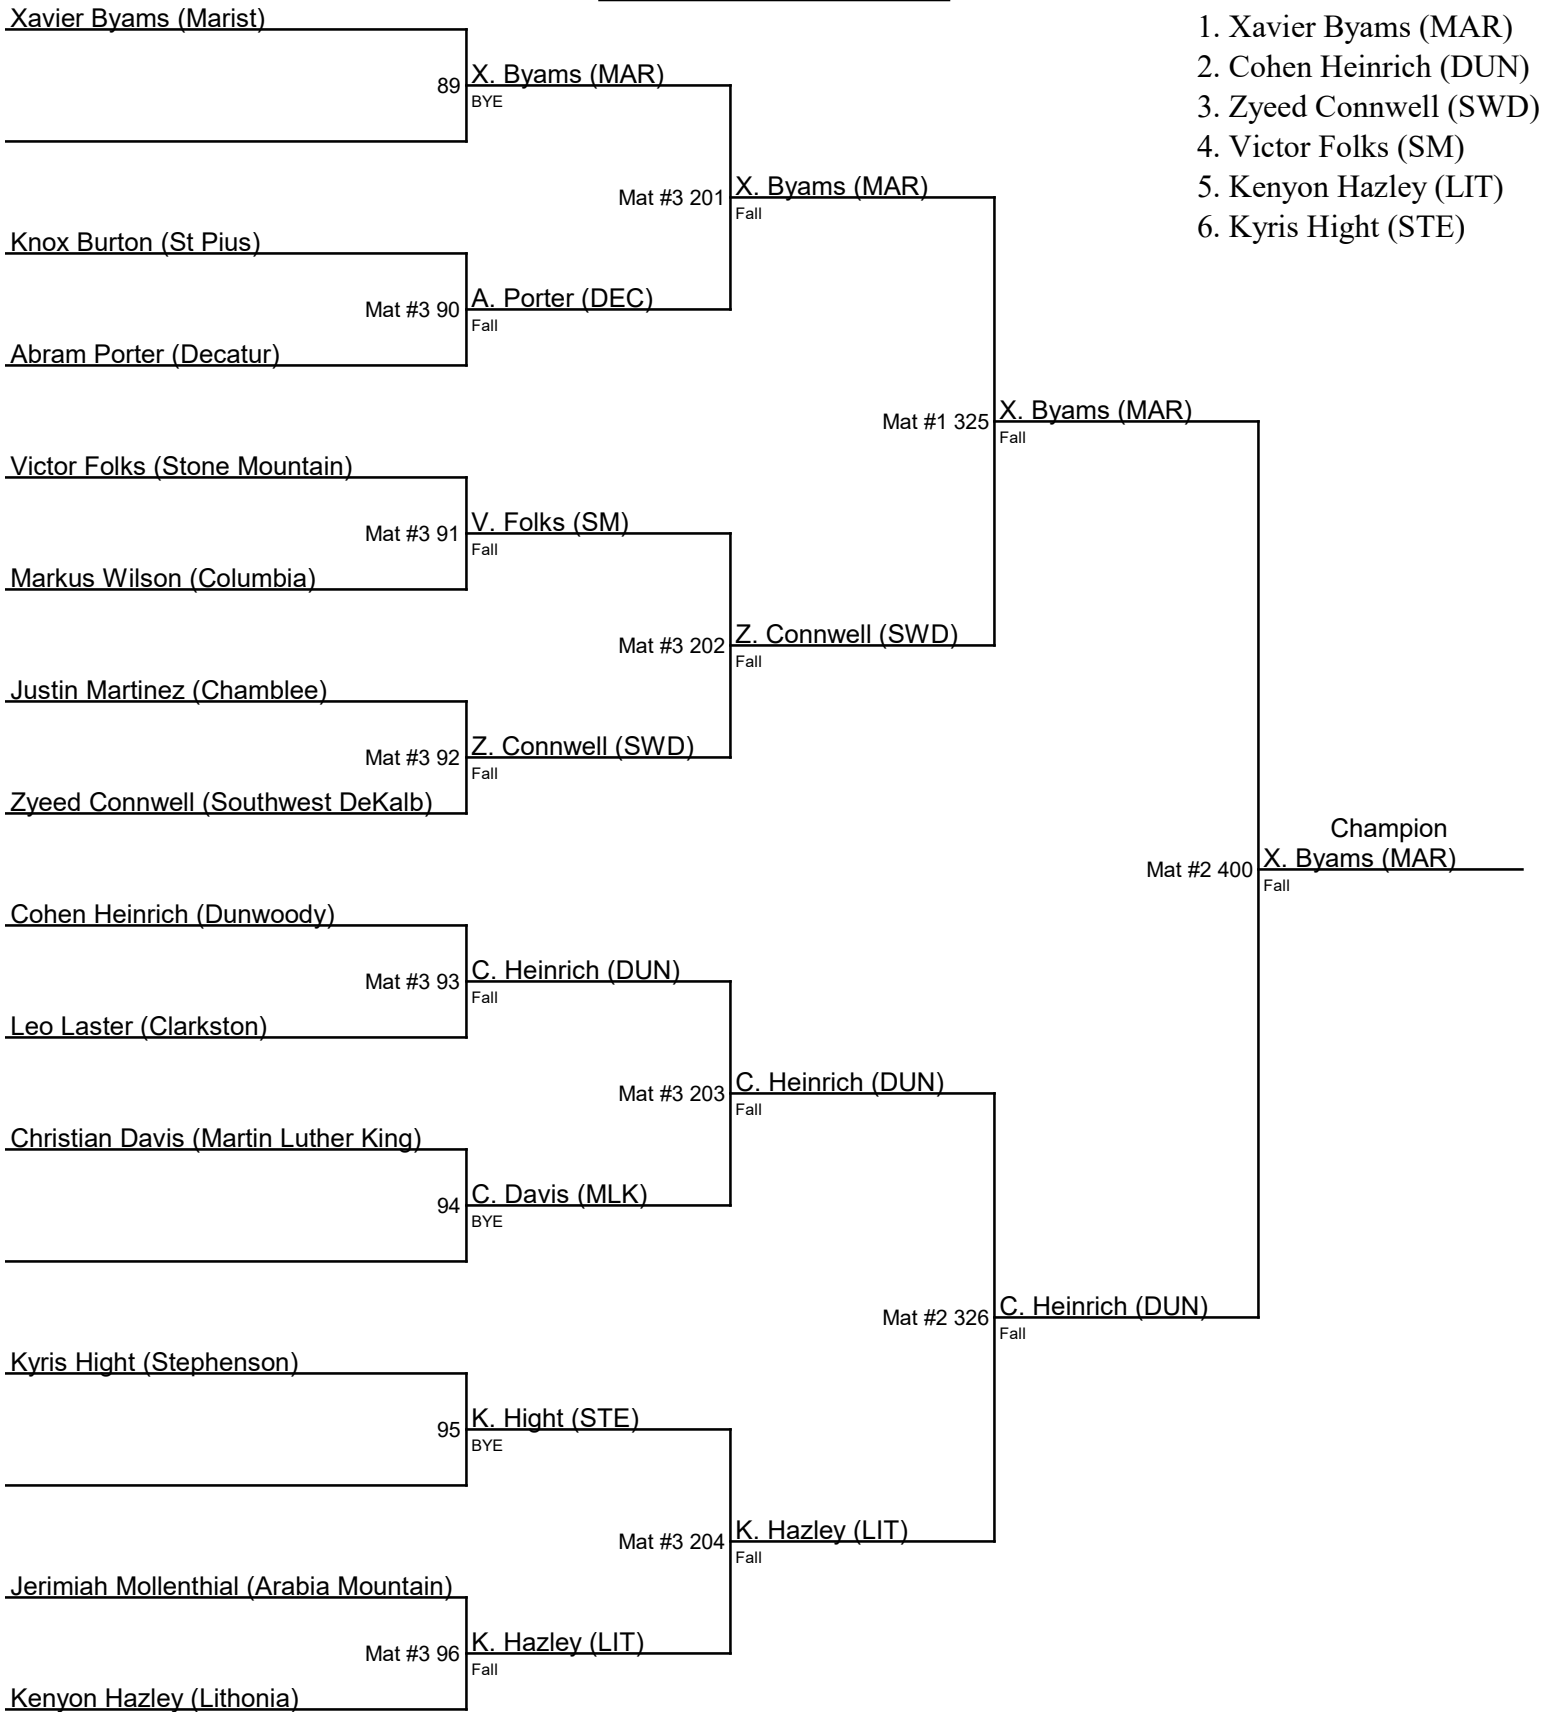 Xavier Byams (Marist)
89
X. Byams (MAR)
BYE
Knox Burton (St Pius)
Mat #3 90
A. Porter (DEC)
Fall
Abram Porter (Decatur)
Mat #3 201
X. Byams (MAR)
Fall
Victor Folks (Stone Mountain)
Mat #3 91
V. Folks (SM)
Fall
Markus Wilson (Columbia)
Mat #3 202
Z. Connwell (SWD)
Fall
Justin Martinez (Chamblee)
Mat #3 92
Z. Connwell (SWD)
Fall
Zyeed Connwell (Southwest DeKalb)
Mat #1 325
X. Byams (MAR)
Fall
Cohen Heinrich (Dunwoody)
Mat #3 93
C. Heinrich (DUN)
Fall
Leo Laster (Clarkston)
Mat #3 203
C. Heinrich (DUN)
Fall
Christian Davis (Martin Luther King)
94
C. Davis (MLK)
BYE
Mat #2 326
C. Heinrich (DUN)
Fall
Kyris Hight (Stephenson)
95
K. Hight (STE)
BYE
Mat #3 204
K. Hazley (LIT)
Fall
Jerimiah Mollenthial (Arabia Mountain)
Mat #3 96
K. Hazley (LIT)
Fall
Kenyon Hazley (Lithonia)
Champion
Mat #2 400
X. Byams (MAR)
Fall
1. Xavier Byams (MAR)
2. Cohen Heinrich (DUN)
3. Zyeed Connwell (SWD)
4. Victor Folks (SM)
5. Kenyon Hazley (LIT)
6. Kyris Hight (STE)